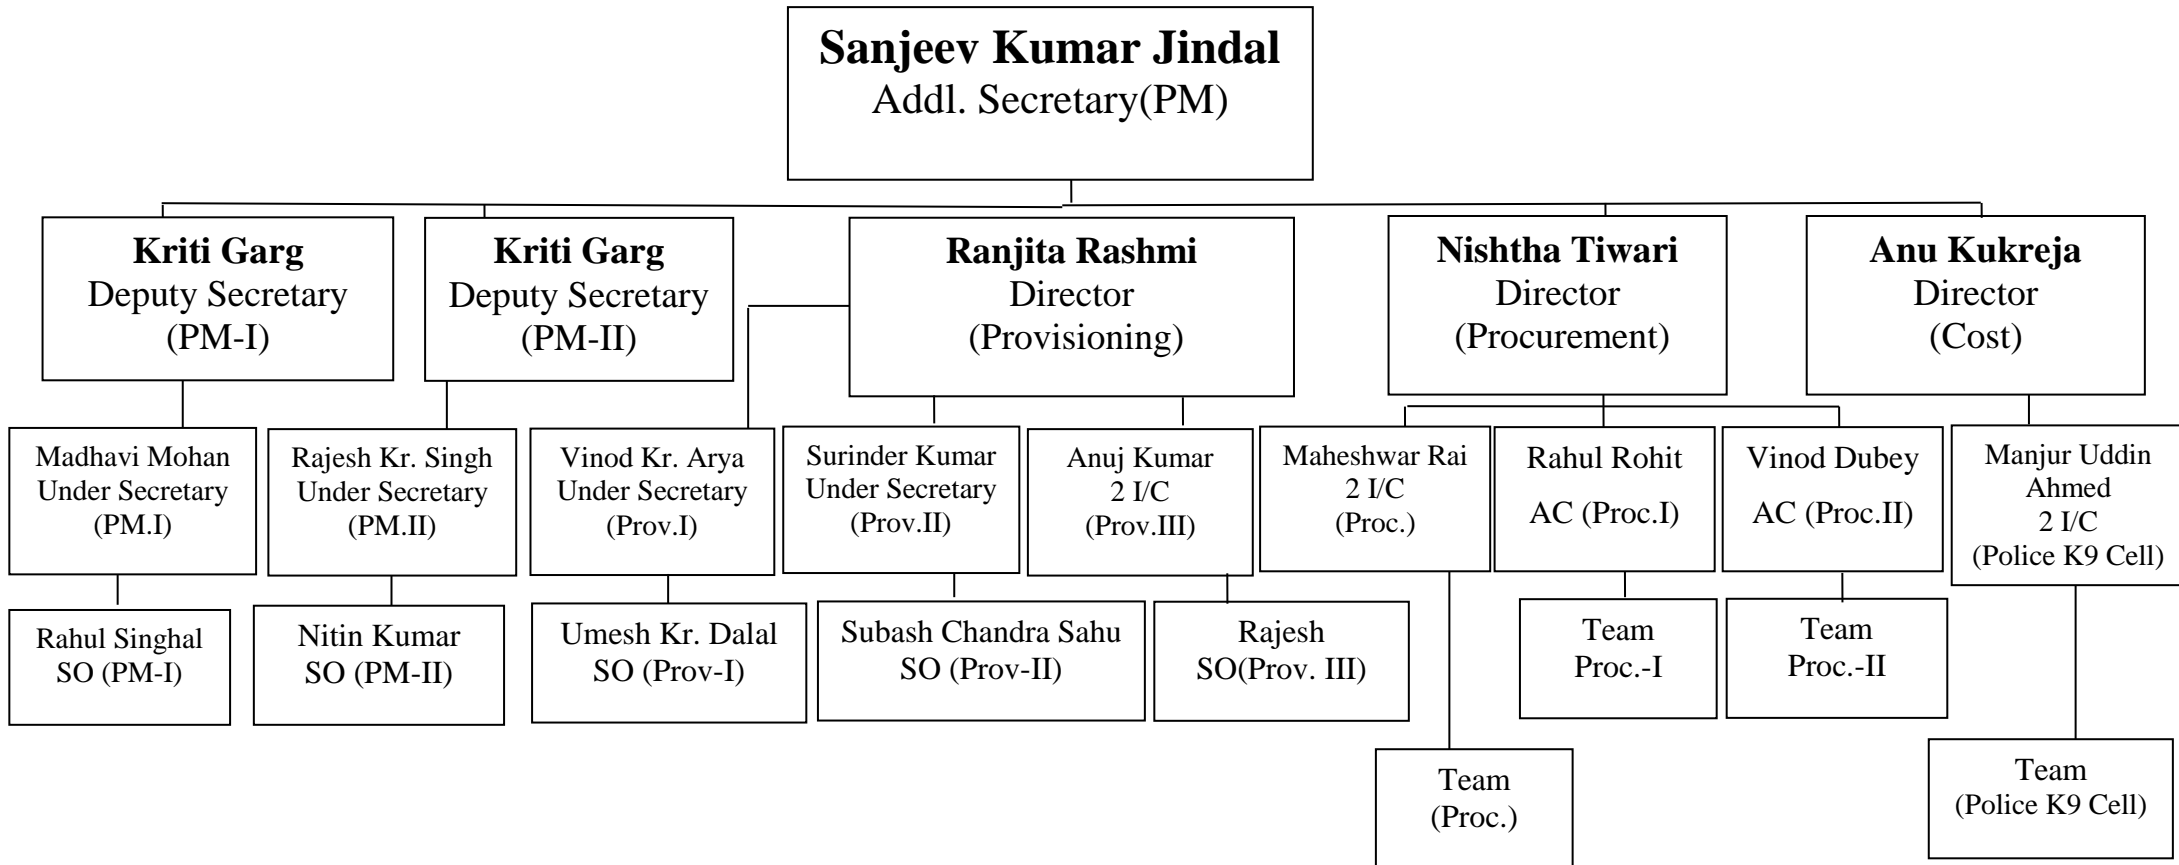 Sanjeev Kumar Jindal
Addl. Secretary(PM)
Kriti Garg
Deputy Secretary
(PM-I)
Kriti Garg
Deputy Secretary
(PM-II)
Ranjita Rashmi
Director
(Provisioning)
Nishtha Tiwari
Director
(Procurement)
Anu Kukreja
Director
(Cost)
Madhavi Mohan
Under Secretary
(PM.I)
Rajesh Kr. Singh
Under Secretary
(PM.II)
Vinod Kr. Arya
Under Secretary
(Prov.I)
Surinder Kumar
Under Secretary
(Prov.II)
Anuj Kumar
2 I/C
(Prov.III)
Maheshwar Rai
2 I/C
(Proc.)
Rahul Rohit
AC (Proc.I)
Vinod Dubey
AC (Proc.II)
Manjur Uddin
Ahmed
2 I/C
(Police K9 Cell)
Rahul Singhal
SO (PM-I)
Nitin Kumar
SO (PM-II)
Umesh Kr. Dalal
SO (Prov-I)
Subash Chandra Sahu
SO (Prov-II)
Rajesh
SO(Prov. III)
Team
Proc.-I
Team
Proc.-II
Team
(Proc.)
Team
(Police K9 Cell)